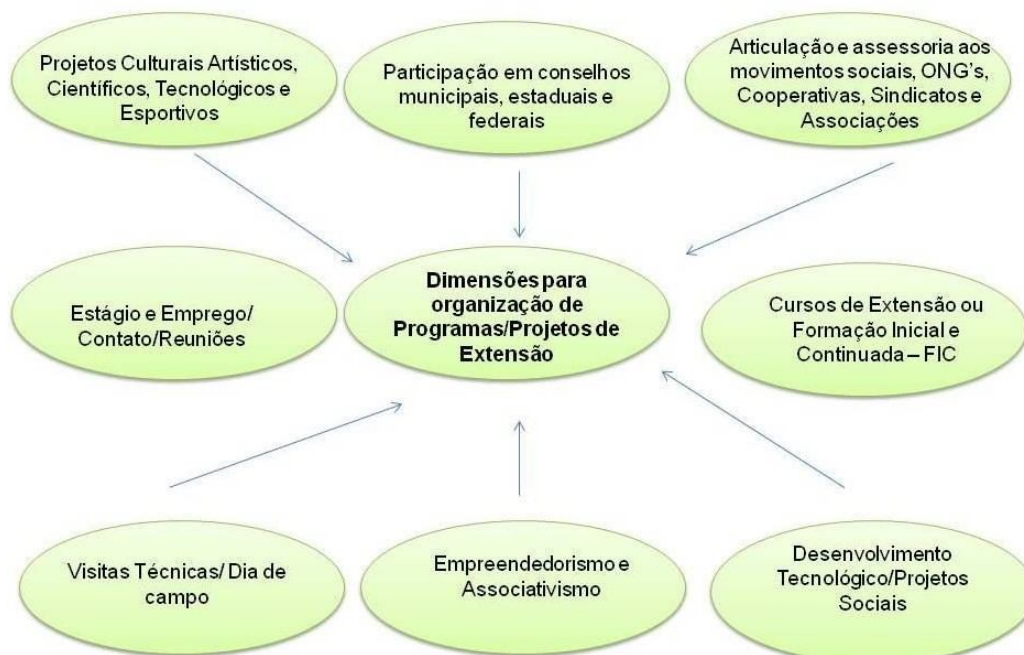 Projetos Culturais Artísticos,
Científicos, Tecnológicos e
Esportivos
Participação em conselhos
municipais, estaduais e
federais
Articulação e assessoria aos
movimentos sociais, ONG's,
Cooperativas, Sindicatos e
Associações
Estágio e Emprego/
Contato/Reuniões
Dimensões para
organização de
Programas/Projetos de
Extensão
Cursos de Extensão ou
Formação Inicial e
Continuada – FIC
Visitas Técnicas/ Dia de
campo
Empreendedorismo e
Associativismo
Desenvolvimento
Tecnológico/Projetos
Sociais